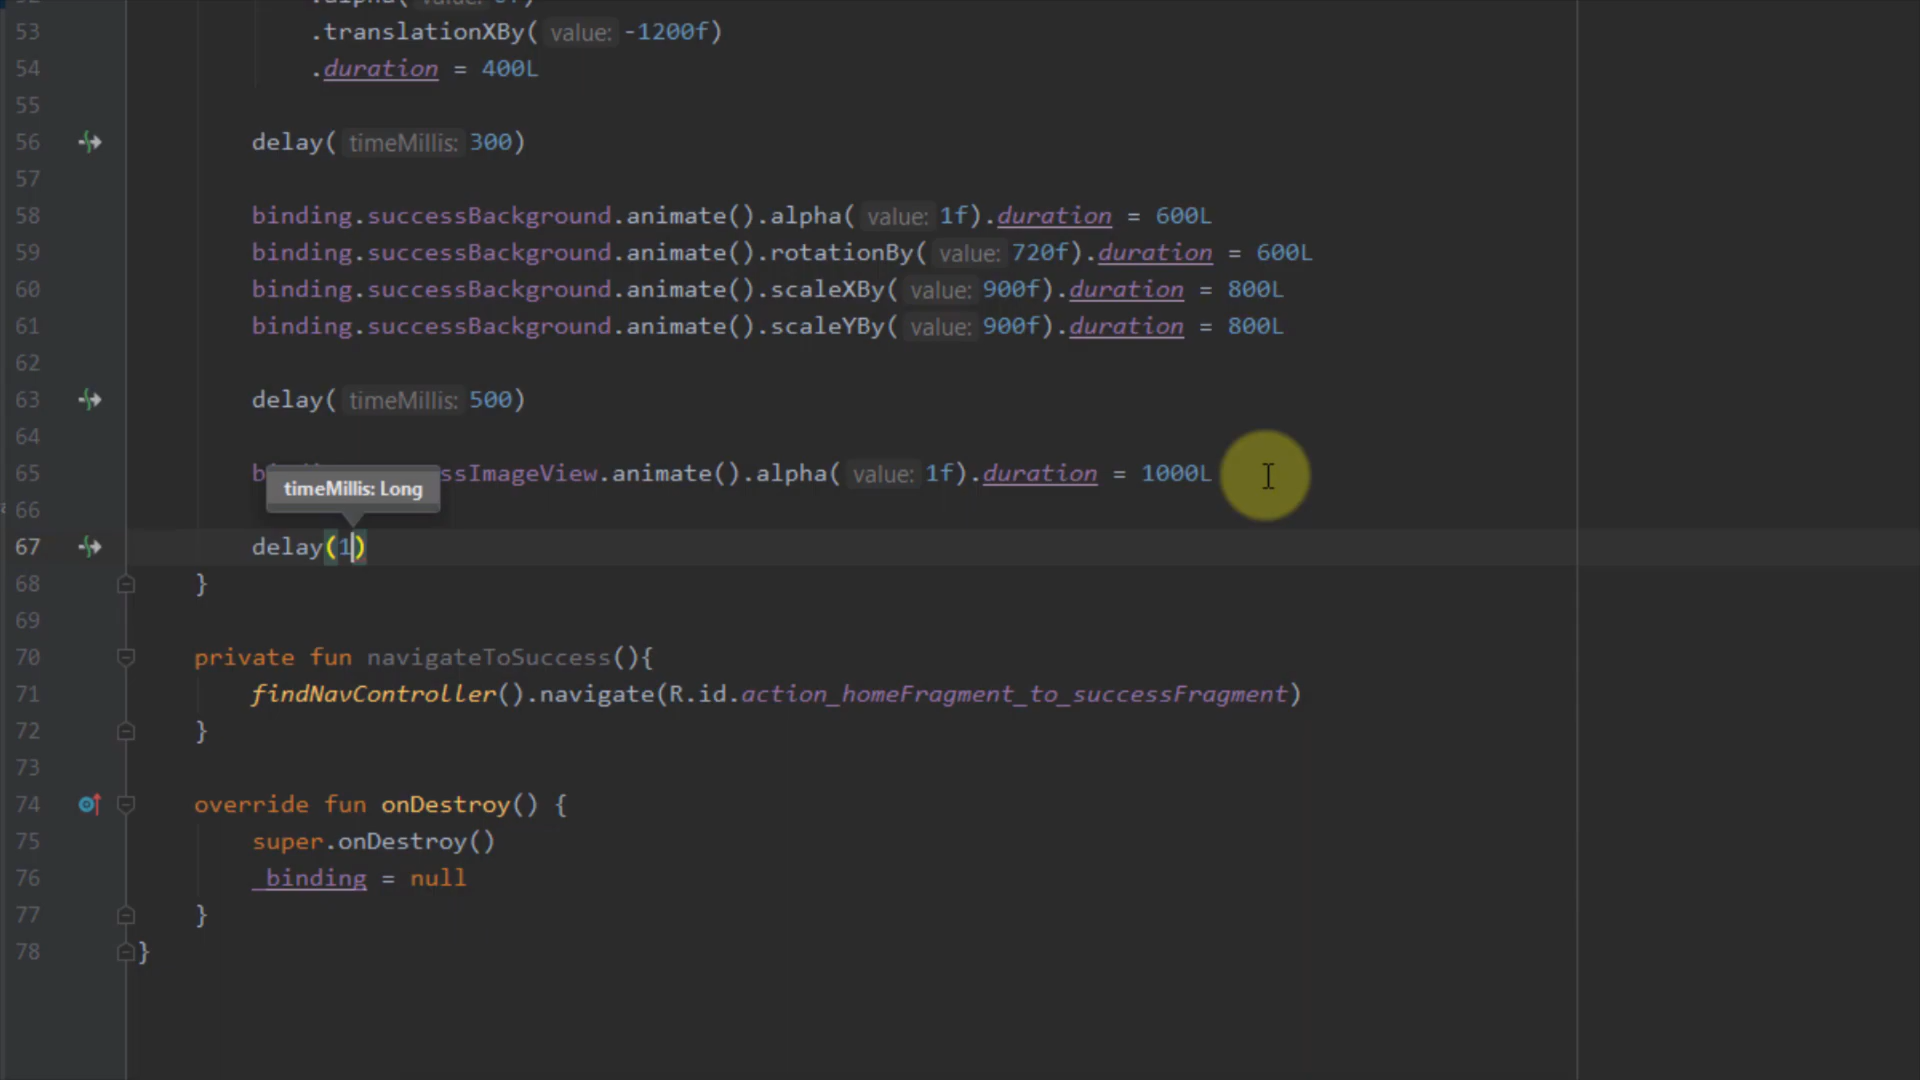 .alpha(
53 .translationXBy( value: -1200f)
54 .duration = 400L
55
56 delay( timeMillis: 300)
57
58 binding.successBackground.animate().alpha( value: 1f).duration = 600L
59 binding.successBackground.animate().rotationBy( value: 720f).duration = 600L
60 binding.successBackground.animate().scaleXBy( value: 900f).duration = 800L
61 binding.successBackground.animate().scaleYBy( value: 900f).duration = 800L
62
63 delay( timeMillis: 500)
64
65 ssImageView.animate().alpha( value: 1f).duration = 1000L
timeMillis: Long
66
67 delay(1)
68 }
69
70 private fun navigateToSuccess(){
71 findNavController().navigate(R.id.action_homeFragment_to_successFragment)
72 }
73
74 override fun onDestroy() {
75 super.onDestroy()
76 _binding = null
77 }
78 }